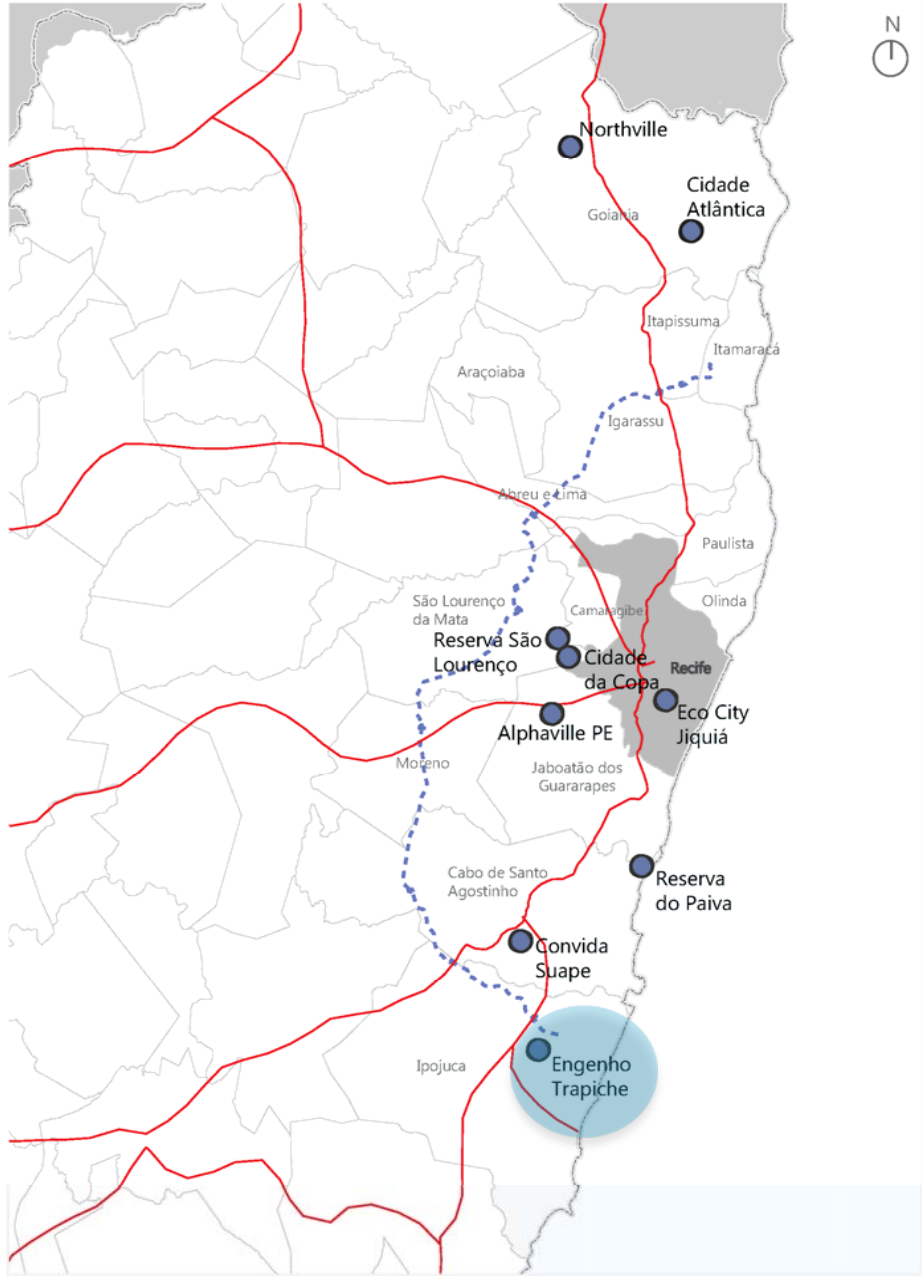 N
Northville
Cidade
Atlântica
Goiania
Itapissuma
Itamaracá
Araçoiaba
Igarassu
Abreu e Lima
Paulista
São Lourenço
da Mata
Camaragibe
Olinda
Reserva São
Lourenço
Cidade
da Copa
Recife
Eco City
Jiquiá
Alphaville PE
Moreno
Jaboatão dos
Guararapes
Cabo de Santo
Agostinho
Reserva
do Paiva
Convida
Suape
Ipojuca
Engenho
Trapiche